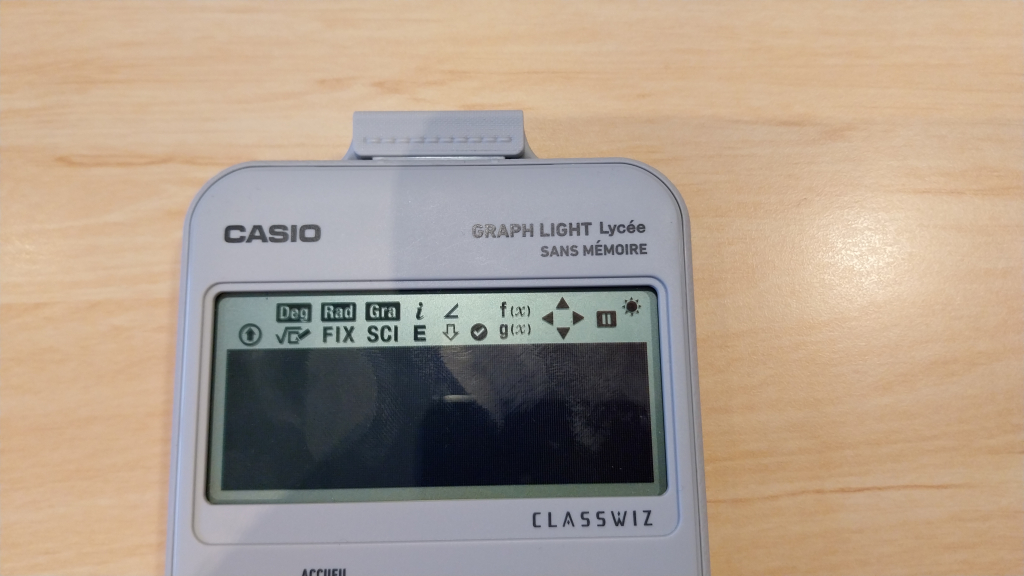 CASIO
GRAPH LIGHT Lycée
SANS MÉMOIRE
Deg Rad Gra i ∠ f(x)
√□ FIX SCI E g(x)
CLASSWIZ
ACCUEIL